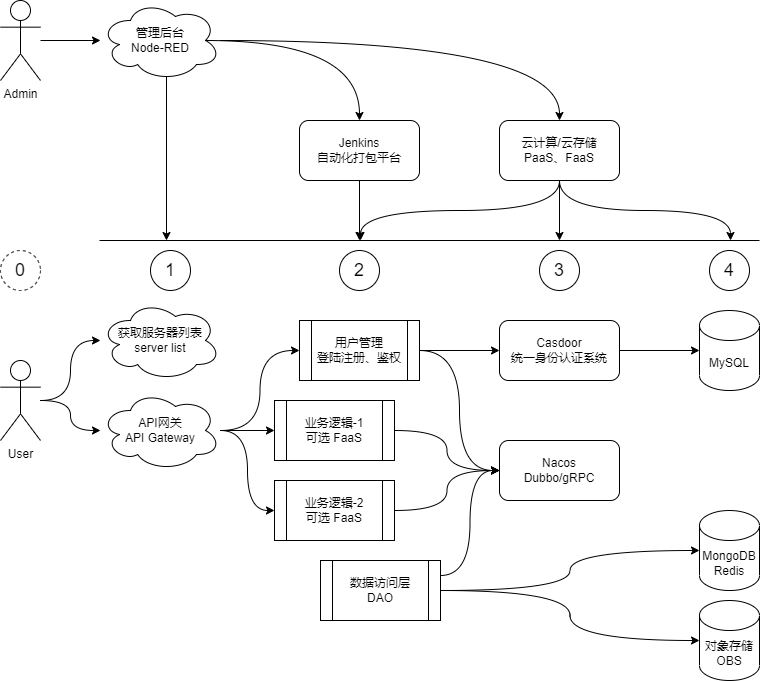 管理后台
Node-RED
Admin
Jenkins
自动化打包平台
云计算/云存储
PaaS、FaaS
0
1
2
3
4
获取服务器列表
server list
用户管理
登陆注册、鉴权
Casdoor
统一身份认证系统
MySQL
User
API网关
API Gateway
业务逻辑-1
可选 FaaS
Nacos
Dubbo/gRPC
业务逻辑-2
可选 FaaS
MongoDB
Redis
数据访问层
DAO
对象存储
OBS